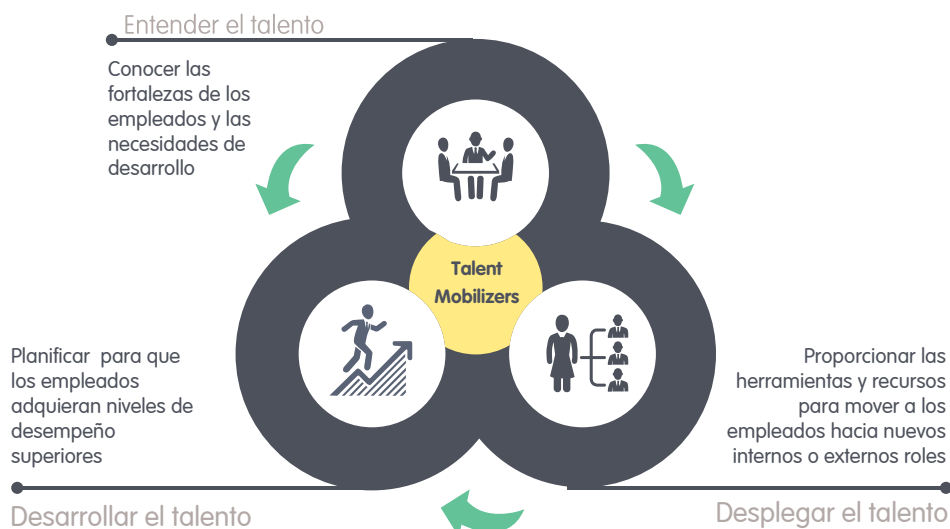 Entender el talento
Conocer las
fortalezas de los
empleados y las
necesidades de
desarrollo
Talent
Mobilizers
Planificar  para que
los empleados
adquieran niveles de
desempeño
superiores
Desarrollar el talento
Proporcionar las
herramientas y recursos
para mover a los
empleados hacia nuevos
internos o externos roles
Desplegar el talento